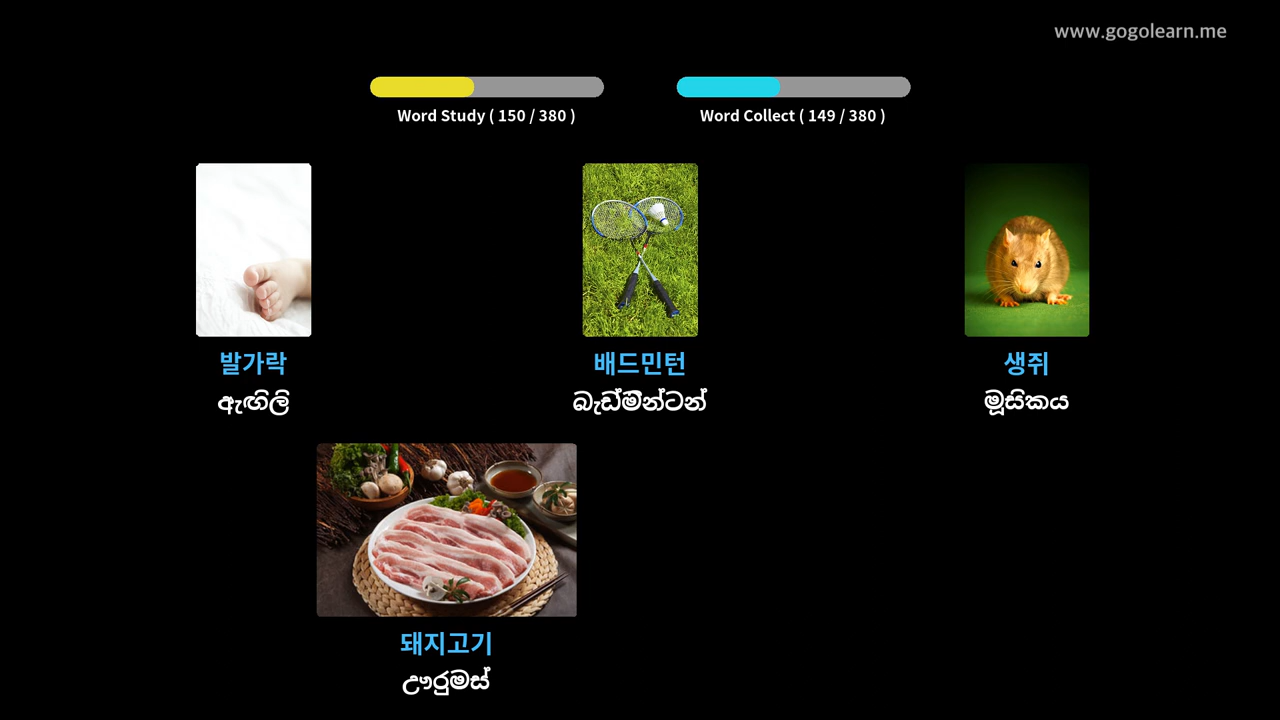 www.gogolearn.me
Word Study ( 150 / 380 )
Word Collect ( 149 / 380 )
발가락
ඇඟිලි
배드민턴
බැඩ්මින්ටන්
생쥐
මූසිකය
돼지고기
ඌරුමස්